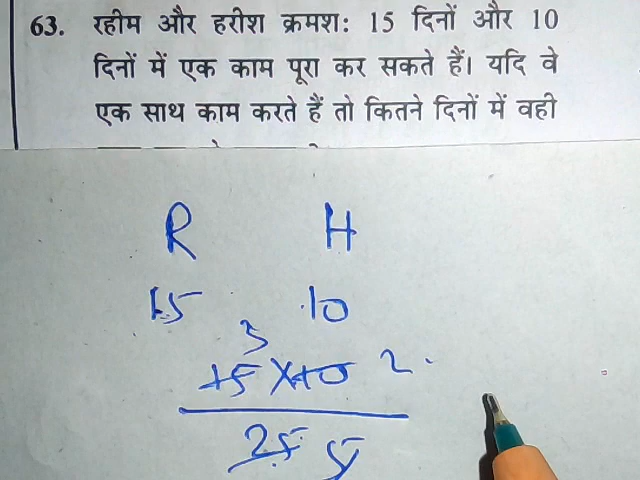 63. रहीम और हरीश क्रमश: 15 दिनों और 10
दिनों में एक काम पूरा कर सकते हैं। यदि वे
एक साथ काम करते हैं तो कितने दिनों में वही
R H
15 10
3
15 × 10 2
25 5